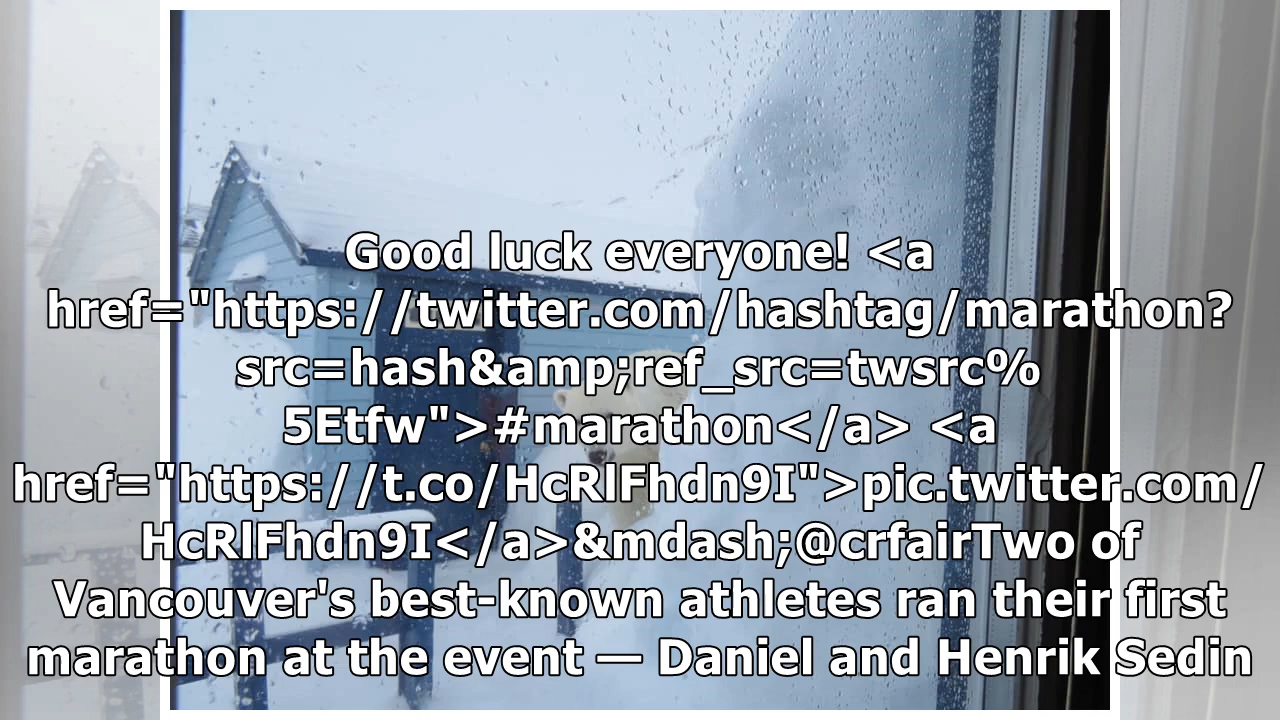 Good luck everyone! <a
href="https://twitter.com/hashtag/marathon?
src=hash&amp;ref_src=twsrc%
5Etfw">#marathon</a> <a
href="https://t.co/HcRlFhdn9I">pic.twitter.com/
HcRlFhdn9I</a>&mdash;@crfairTwo of
Vancouver's best-known athletes ran their first
marathon at the event — Daniel and Henrik Sedin